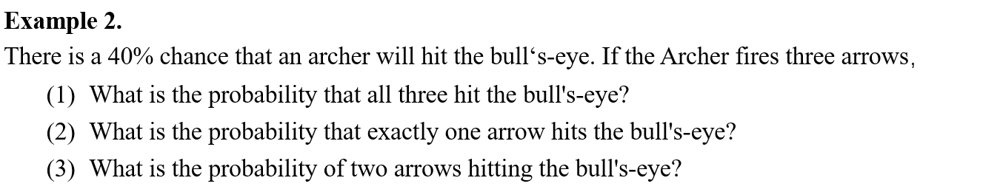 Example 2.
There is a 40% chance that an archer will hit the bull‘s-eye. If the Archer fires three arrows,
(1) What is the probability that all three hit the bull's-eye?
(2) What is the probability that exactly one arrow hits the bull's-eye?
(3) What is the probability of two arrows hitting the bull's-eye?